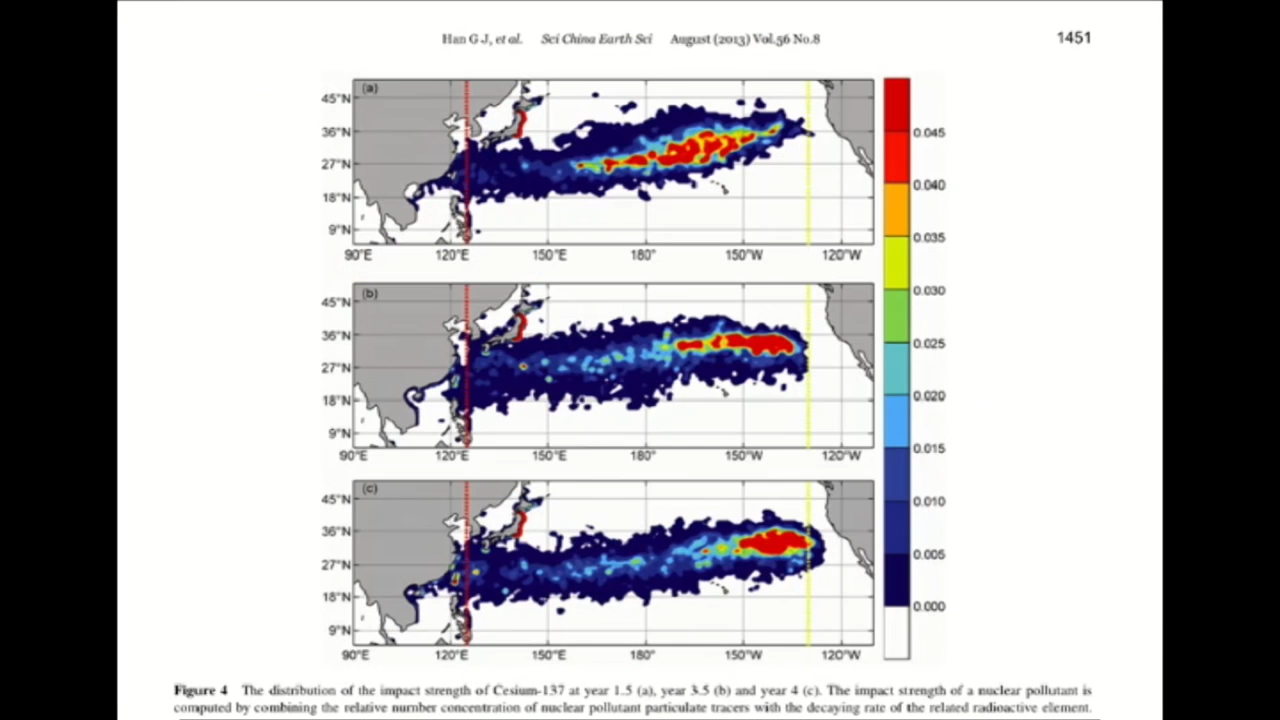 Han G J, et al. Sci China Earth Sci August (2013) Vol.56 No.8 1451
(a)
45°N
36°N
27°N
18°N
9°N
90°E 120°E 150°E 180° 150°W 120°W
(b)
45°N
36°N
27°N
18°N
9°N
90°E 120°E 150°E 180° 150°W 120°W
(c)
45°N
36°N
27°N
18°N
9°N
90°E 120°E 150°E 180° 150°W 120°W
0.045
0.040
0.035
0.030
0.025
0.020
0.015
0.010
0.005
0.000
Figure 4 The distribution of the impact strength of Cesium-137 at year 1.5 (a), year 3.5 (b) and year 4 (c). The impact strength of a nuclear pollutant is
computed by combining the relative number concentration of nuclear pollutant particulate tracers with the decaying rate of the related radioactive element.